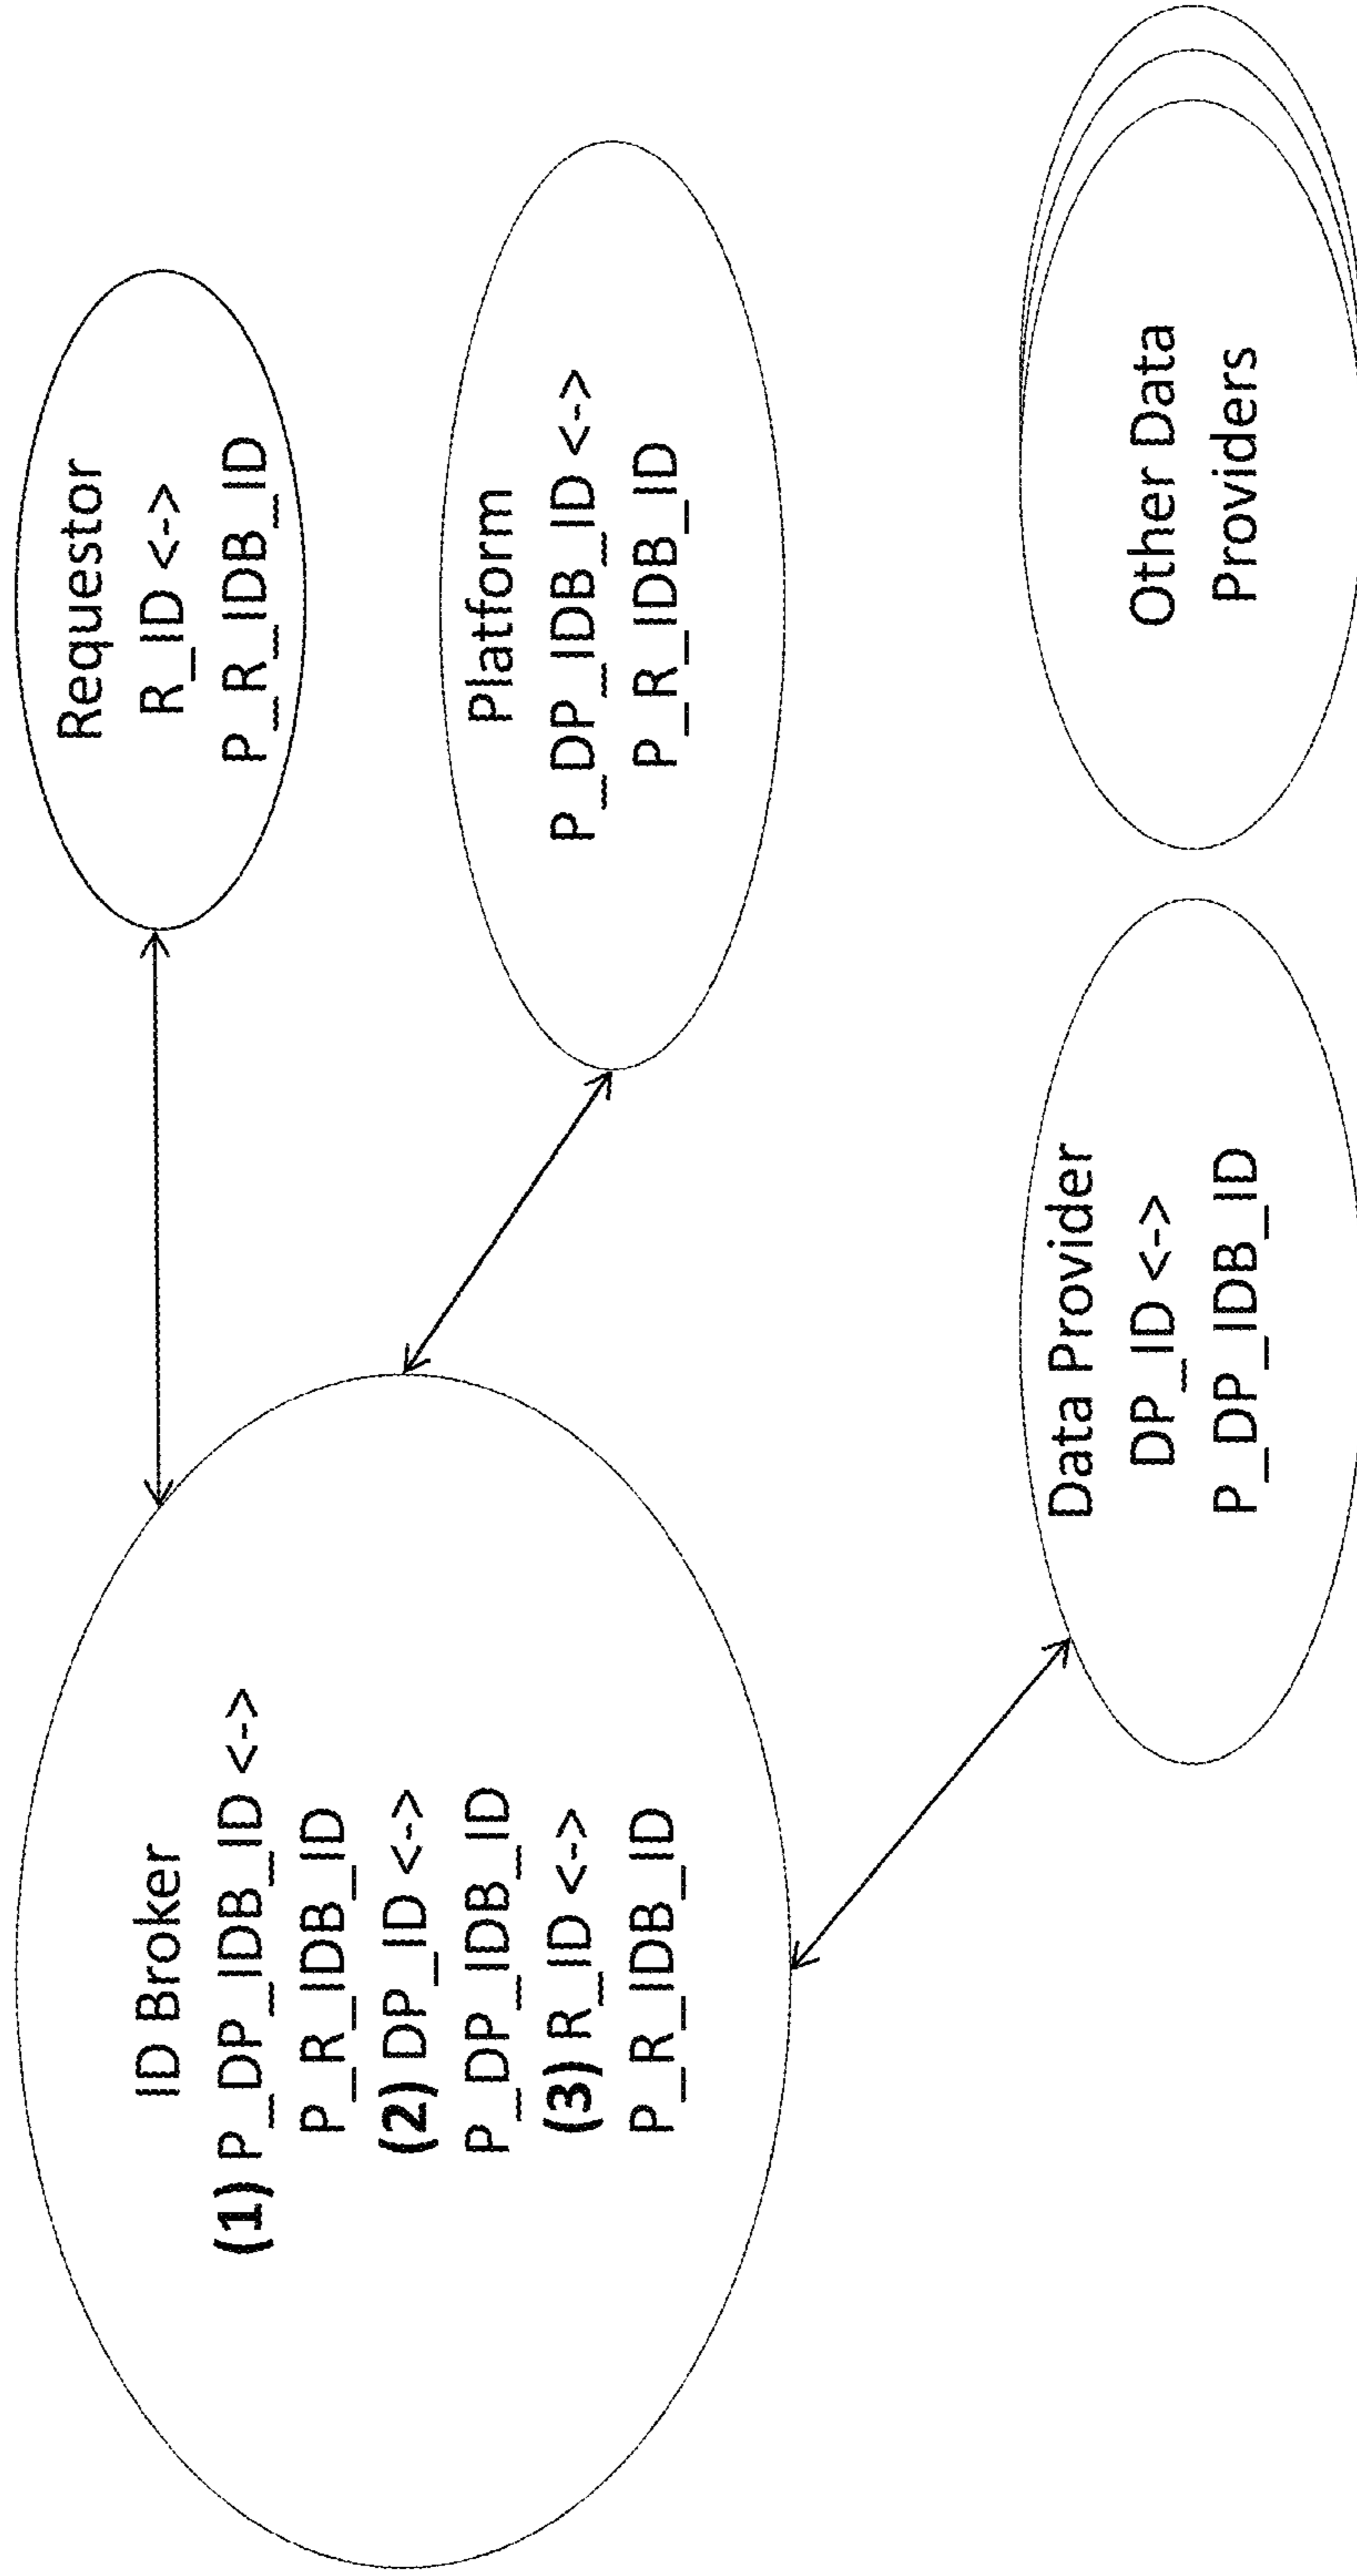 ID Broker
(1) P_DP_IDB_ID <->
P_R_IDB_ID
(2) DP_ID <->
P_DP_IDB_ID
(3) R_ID <->
P_R_IDB_ID
Requestor
R_ID <->
P_R_IDB_ID
Platform
P_DP_IDB_ID <->
P_R_IDB_ID
Data Provider
DP_ID <->
P_DP_IDB_ID
Other Data
Providers